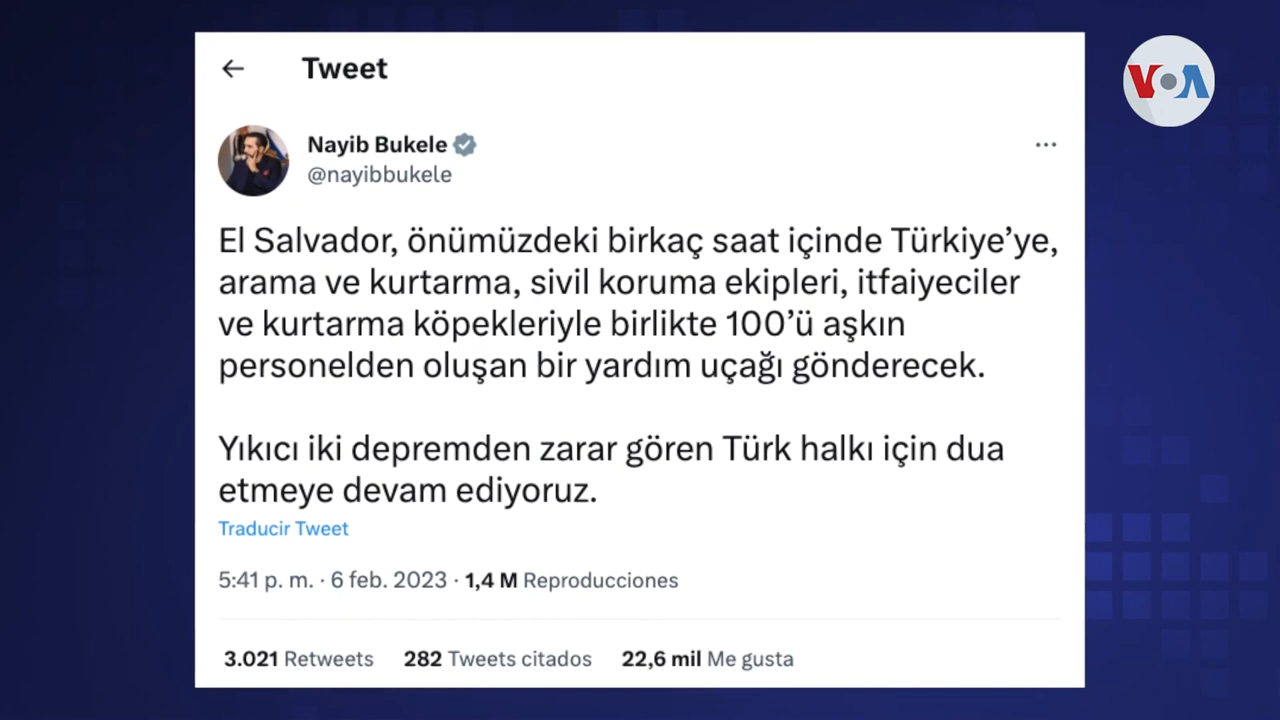 Tweet
VOA
Nayib Bukele
@nayibbukele
El Salvador, önümüzdeki birkaç saat içinde Türkiye’ye,
arama ve kurtarma, sivil koruma ekipleri, itfaiyeciler
ve kurtarma köpekleriyle birlikte 100’ü aşkın
personelden oluşan bir yardım uçağı gönderecek.
Yıkıcı iki depremden zarar gören Türk halkı için dua
etmeye devam ediyoruz.
Traducir Tweet
5:41 p. m. · 6 feb. 2023 · 1,4 M Reproducciones
3.021 Retweets 282 Tweets citados 22,6 mil Me gusta